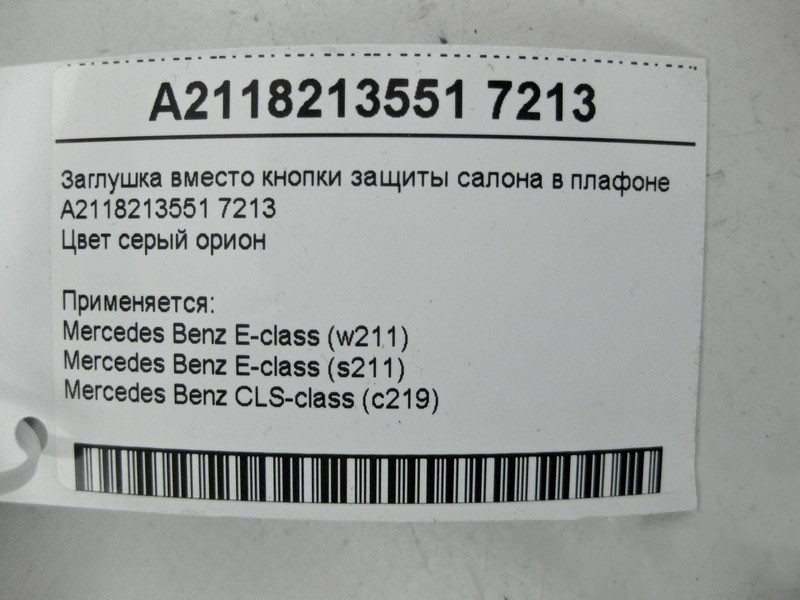 A2118213551 7213
Заглушка вместо кнопки защиты салона в плафоне
A2118213551 7213
Цвет серый орион
Применяется:
Mercedes Benz E-class (w211)
Mercedes Benz E-class (s211)
Mercedes Benz CLS-class (c219)